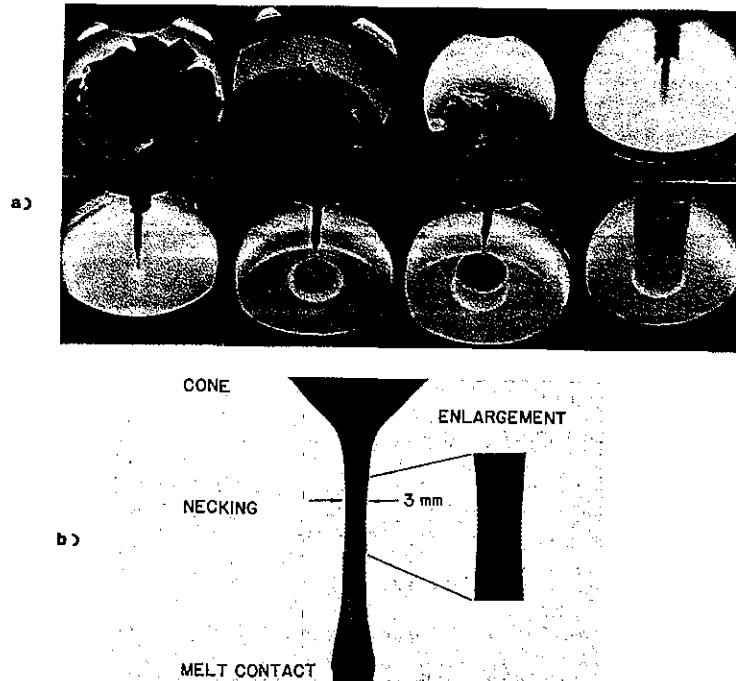 a)
CONE
ENLARGEMENT
NECKING
3 mm
b)
MELT CONTACT